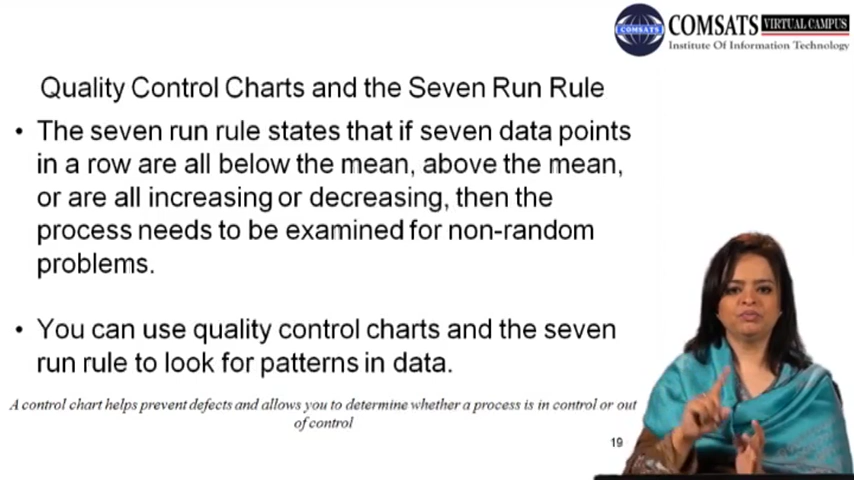 COMSATS VIRTUAL CAMPUS
COMSATS
Institute Of Information Technology
Quality Control Charts and the Seven Run Rule
• The seven run rule states that if seven data points
in a row are all below the mean, above the mean,
or are all increasing or decreasing, then the
process needs to be examined for non-random
problems.
• You can use quality control charts and the seven
run rule to look for patterns in data.
A control chart helps prevent defects and allows you to determine whether a process is in control or out
of control
19